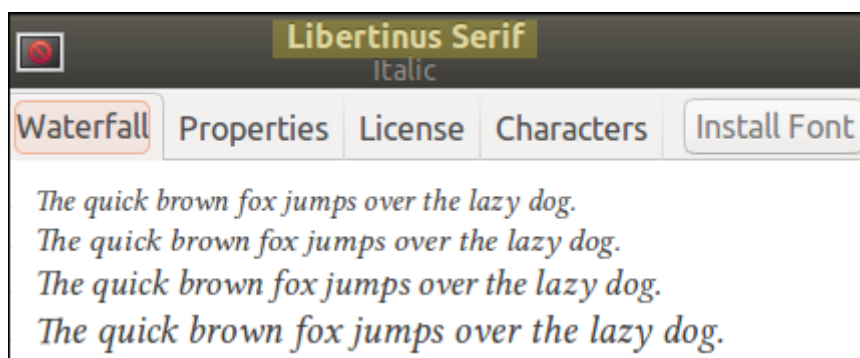 Libertinus Serif
Italic
Waterfall Properties License Characters Install Font
The quick brown fox jumps over the lazy dog.
The quick brown fox jumps over the lazy dog.
The quick brown fox jumps over the lazy dog.
The quick brown fox jumps over the lazy dog.